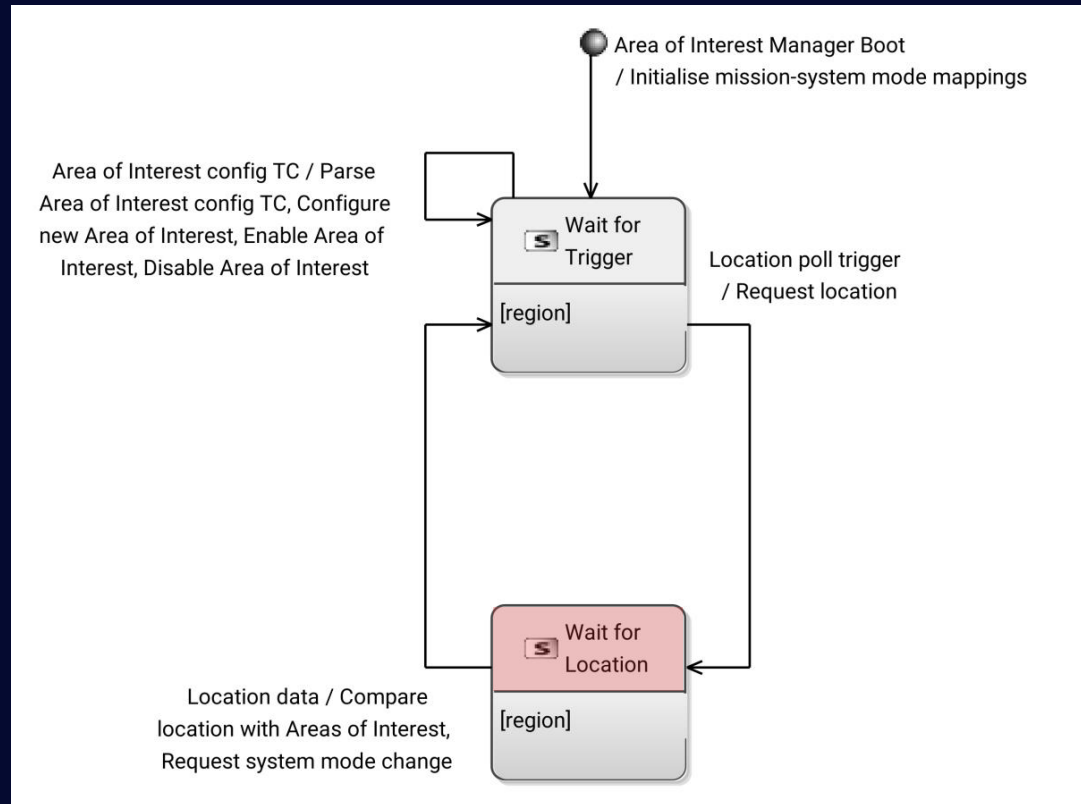 Area of Interest Manager Boot
/ Initialise mission-system mode mappings
Area of Interest config TC / Parse
Area of Interest config TC, Configure
new Area of Interest, Enable Area of
Interest, Disable Area of Interest
S
Wait for
Trigger
[region]
Location poll trigger
/ Request location
S
Wait for
Location
[region]
Location data / Compare
location with Areas of Interest,
Request system mode change